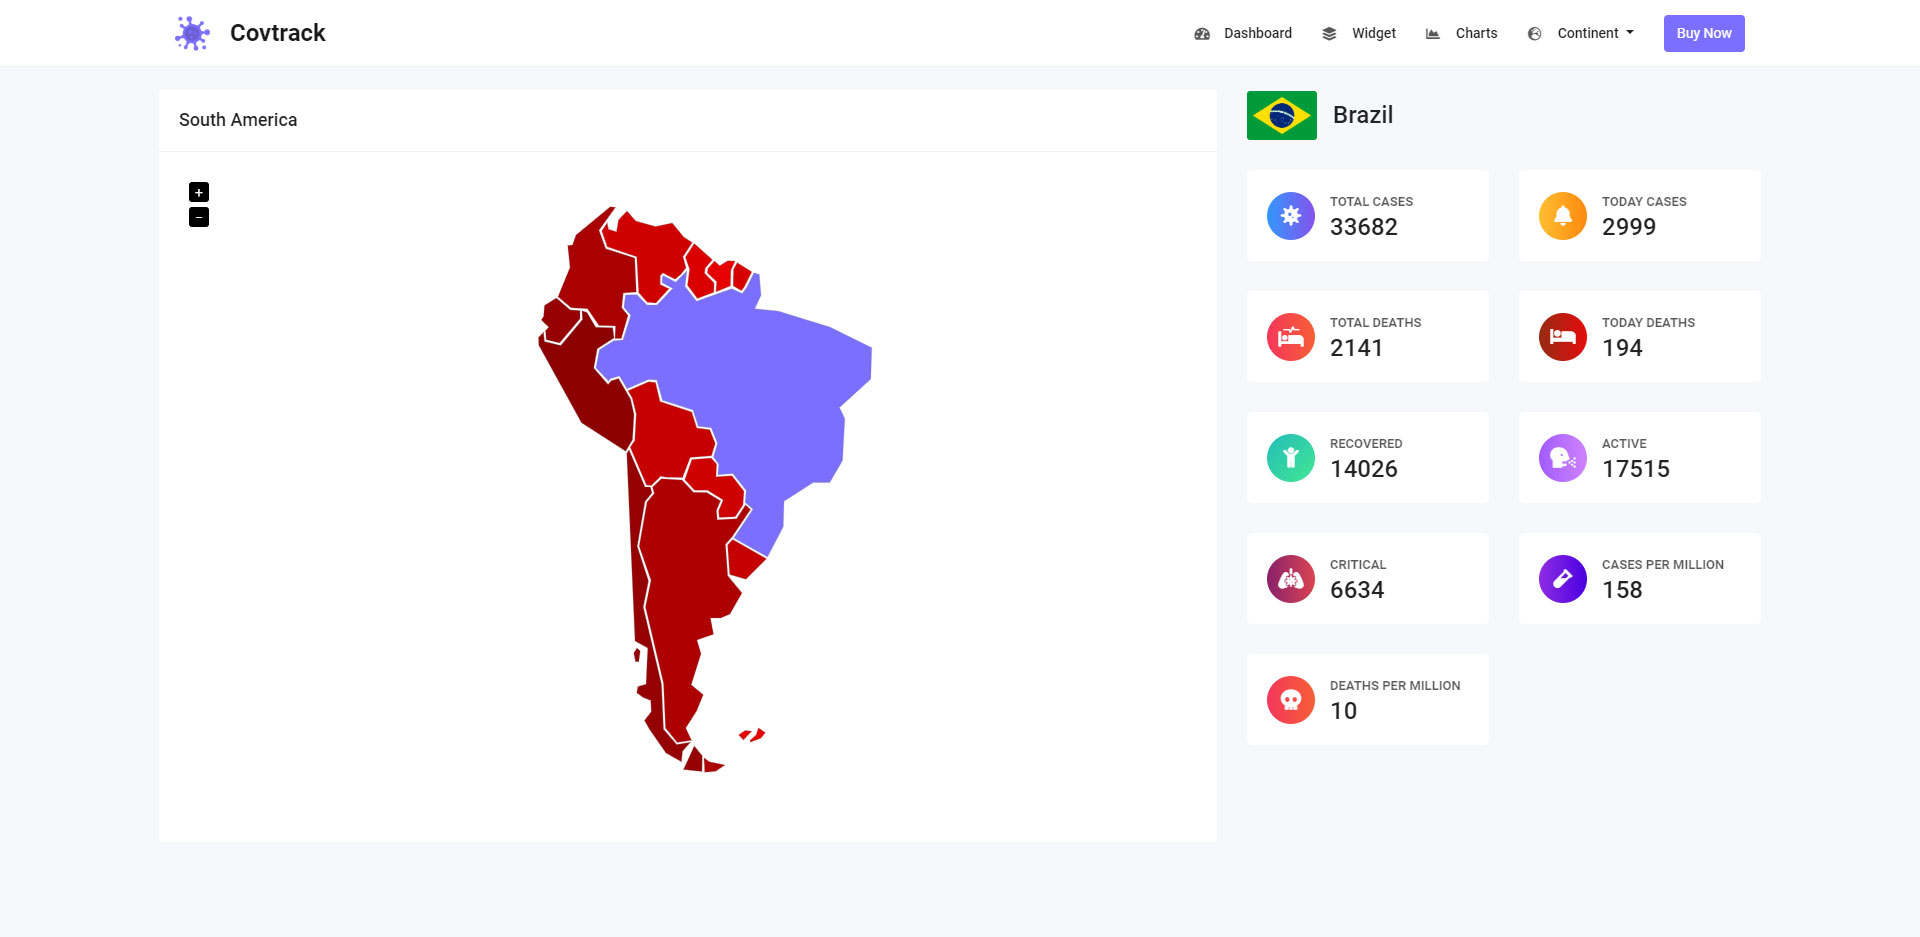 Covtrack
Dashboard
Widget
Charts
Continent
Buy Now
South America
+
−
Brazil
TOTAL CASES
33682
TODAY CASES
2999
TOTAL DEATHS
2141
TODAY DEATHS
194
RECOVERED
14026
ACTIVE
17515
CRITICAL
6634
CASES PER MILLION
158
DEATHS PER MILLION
10